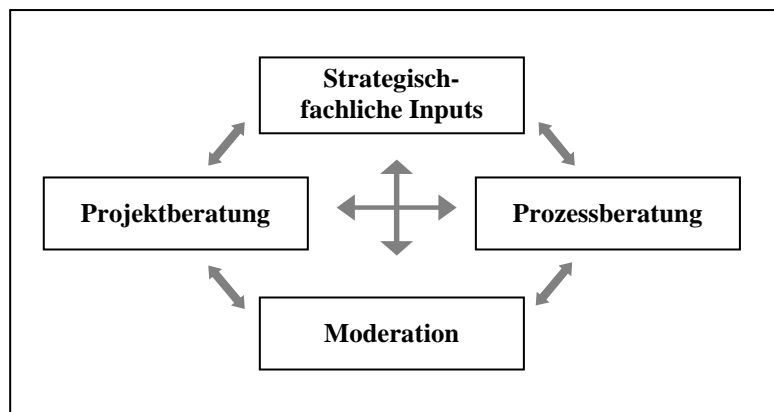 Strategisch-
fachliche Inputs
Projektberatung
Prozessberatung
Moderation